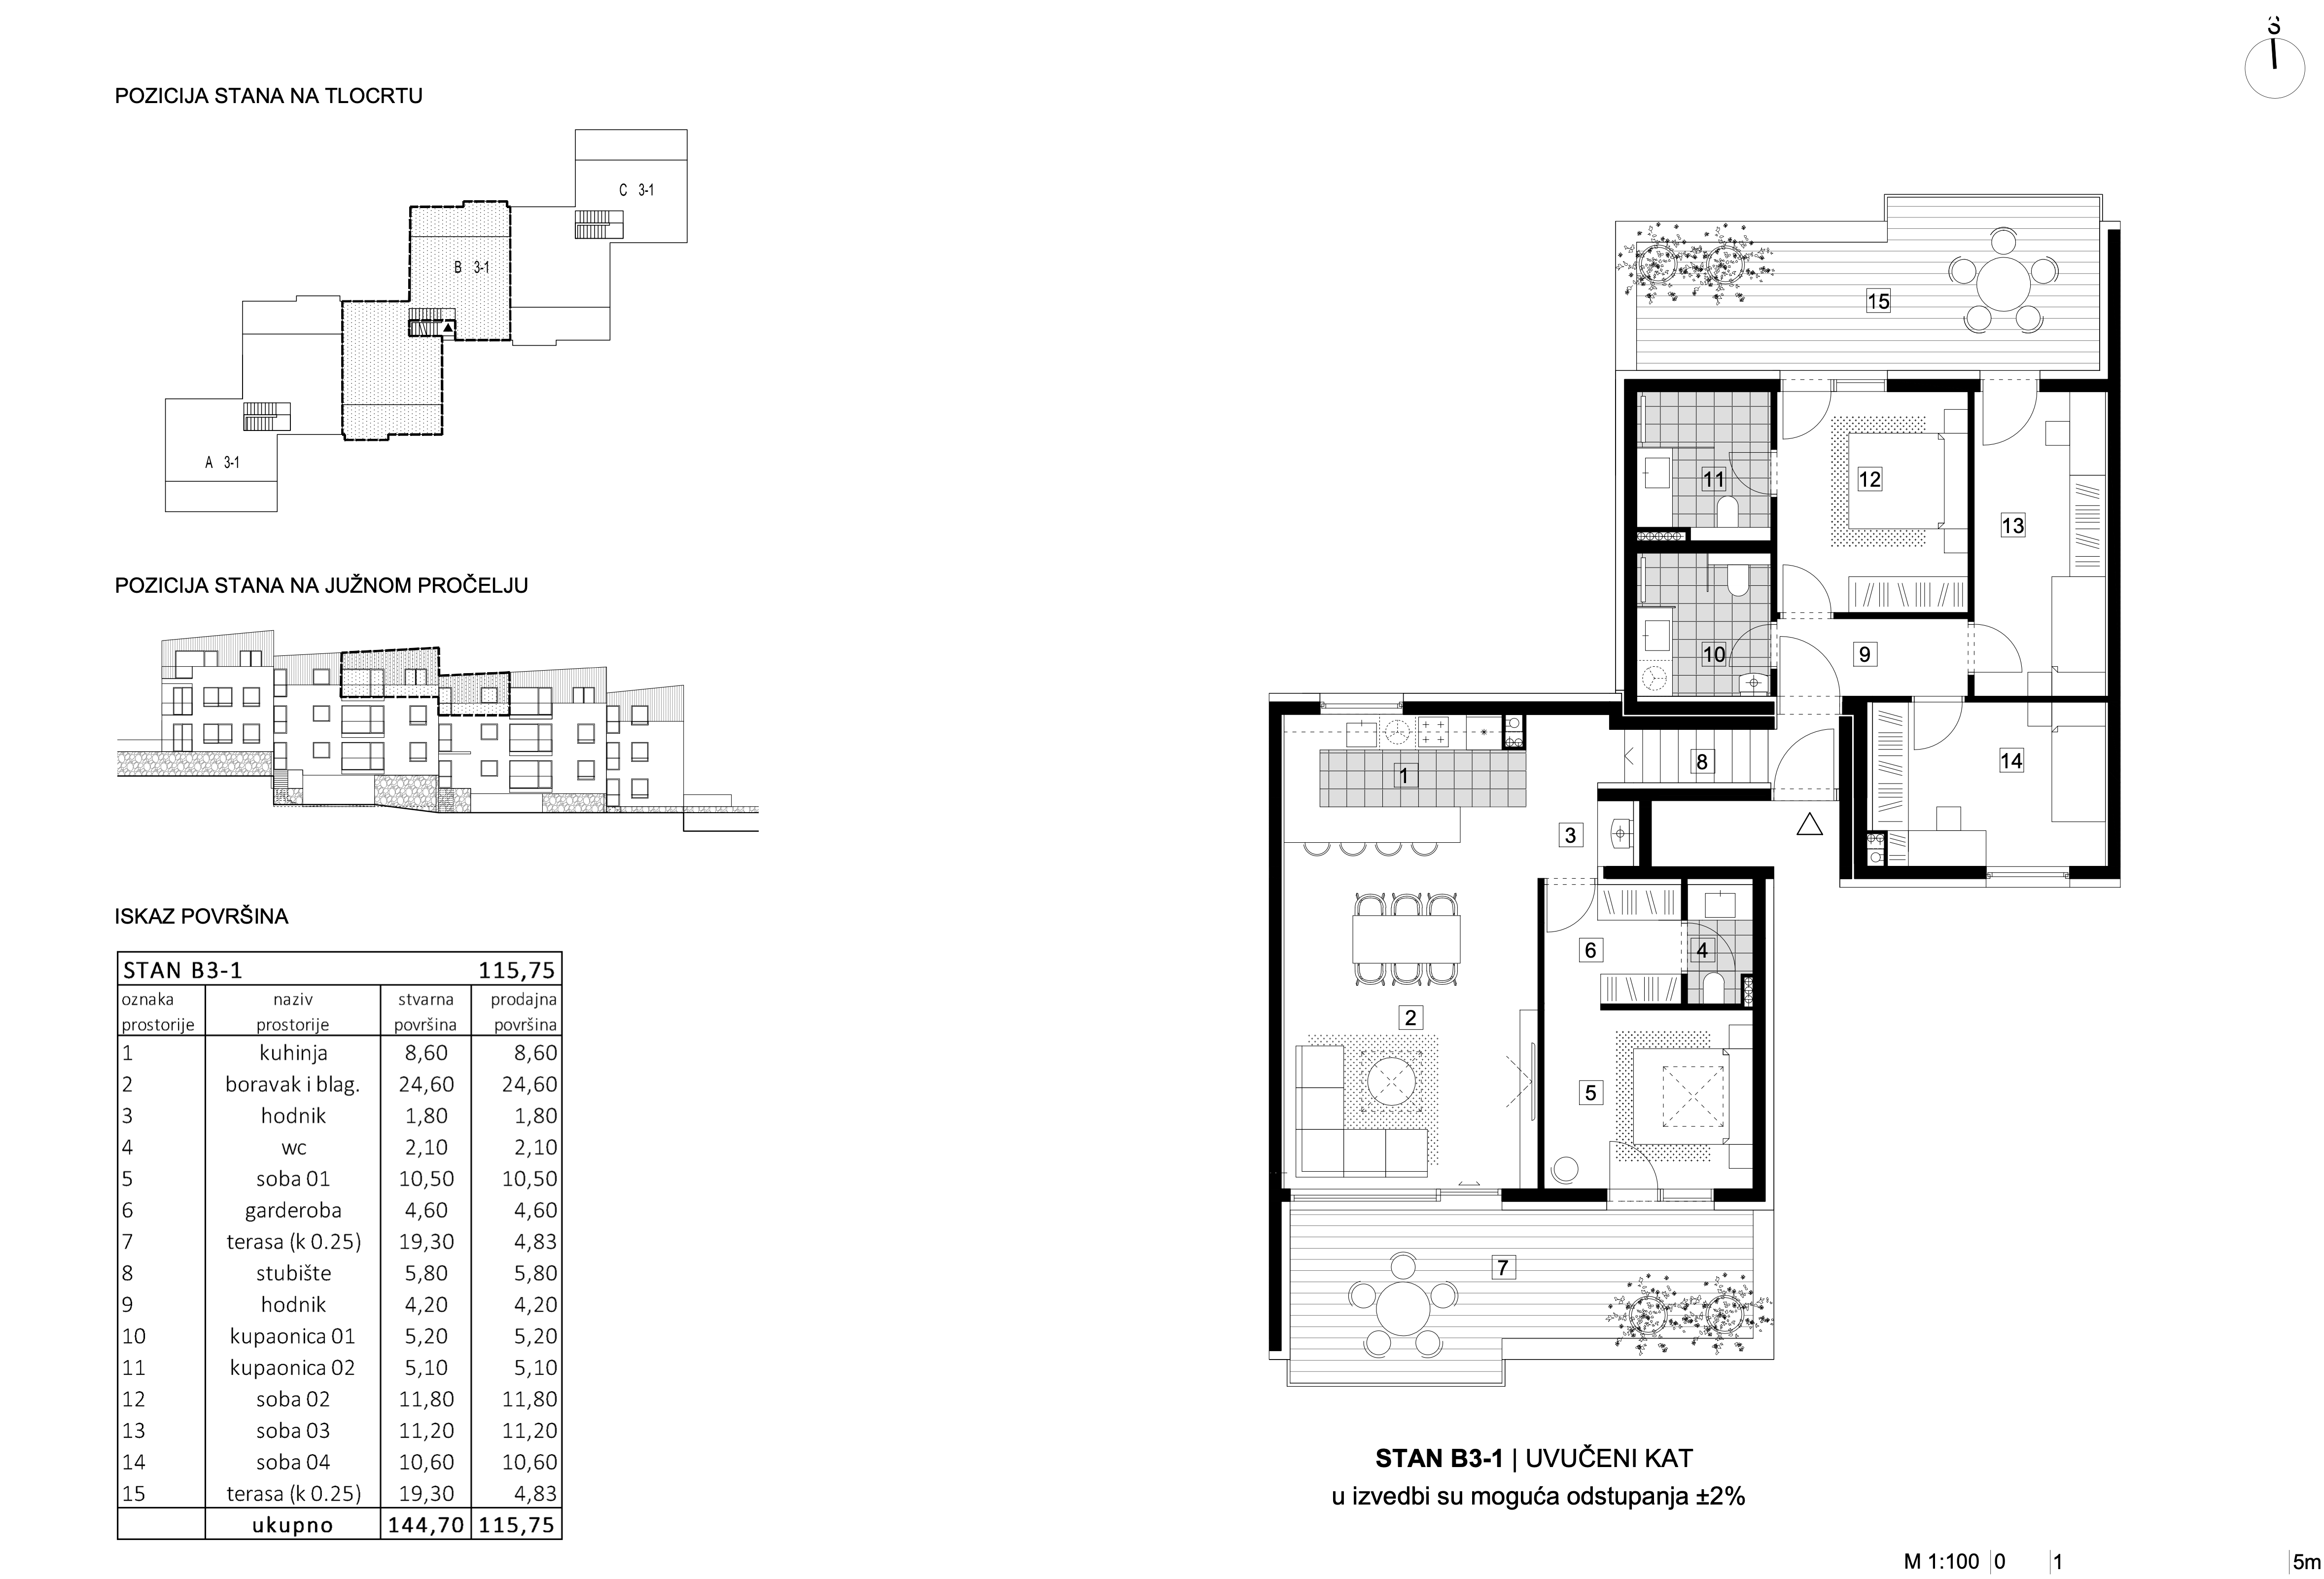 S
POZICIJA STANA NA TLOCRTU
C 3-1
B 3-1
A 3-1
POZICIJA STANA NA JUŽNOM PROČELJU
ISKAZ POVRŠINA
STAN B3-1 115,75
oznaka prostorije naziv prostorije stvarna površina prodajna površina
1 kuhinja 8,60 8,60
2 boravak i blag. 24,60 24,60
3 hodnik 1,80 1,80
4 wc 2,10 2,10
5 soba 01 10,50 10,50
6 garderoba 4,60 4,60
7 terasa (k 0.25) 19,30 4,83
8 stubište 5,80 5,80
9 hodnik 4,20 4,20
10 kupaonica 01 5,20 5,20
11 kupaonica 02 5,10 5,10
12 soba 02 11,80 11,80
13 soba 03 11,20 11,20
14 soba 04 10,60 10,60
15 terasa (k 0.25) 19,30 4,83
ukupno 144,70 115,75
15
11
12
13
10
9
8
14
1
3
6
4
2
5
7
STAN B3-1 | UVUČENI KAT
u izvedbi su moguća odstupanja ±2%
M 1:100 0 1 5m